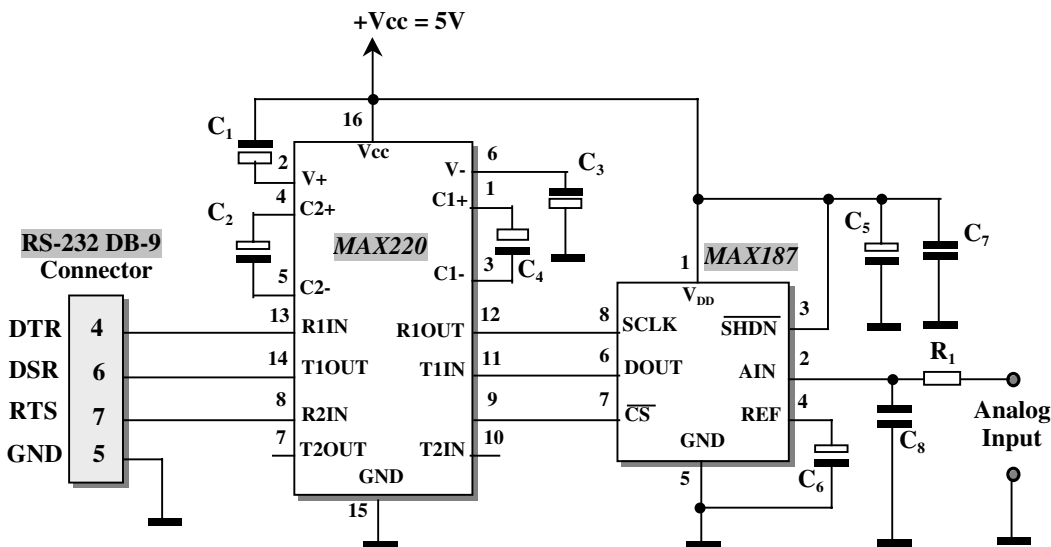 +Vcc = 5V
16
Vcc
C1
2
V+
4
C2+
C2
5
C2-
6
V-
C3
1
C1+
MAX220
3
C1-
C4
RS-232 DB-9
Connector
DTR
4
13
R1IN
R1OUT
12
8
SCLK
DSR
6
14
T1OUT
T1IN
11
6
DOUT
RTS
7
8
R2IN
9
7
CS
GND
5
7
T2OUT
T2IN
10
GND
15
1
MAX187
VDD
SHDN
3
AIN
2
REF
4
GND
5
C5
C7
R1
C8
C6
Analog
Input